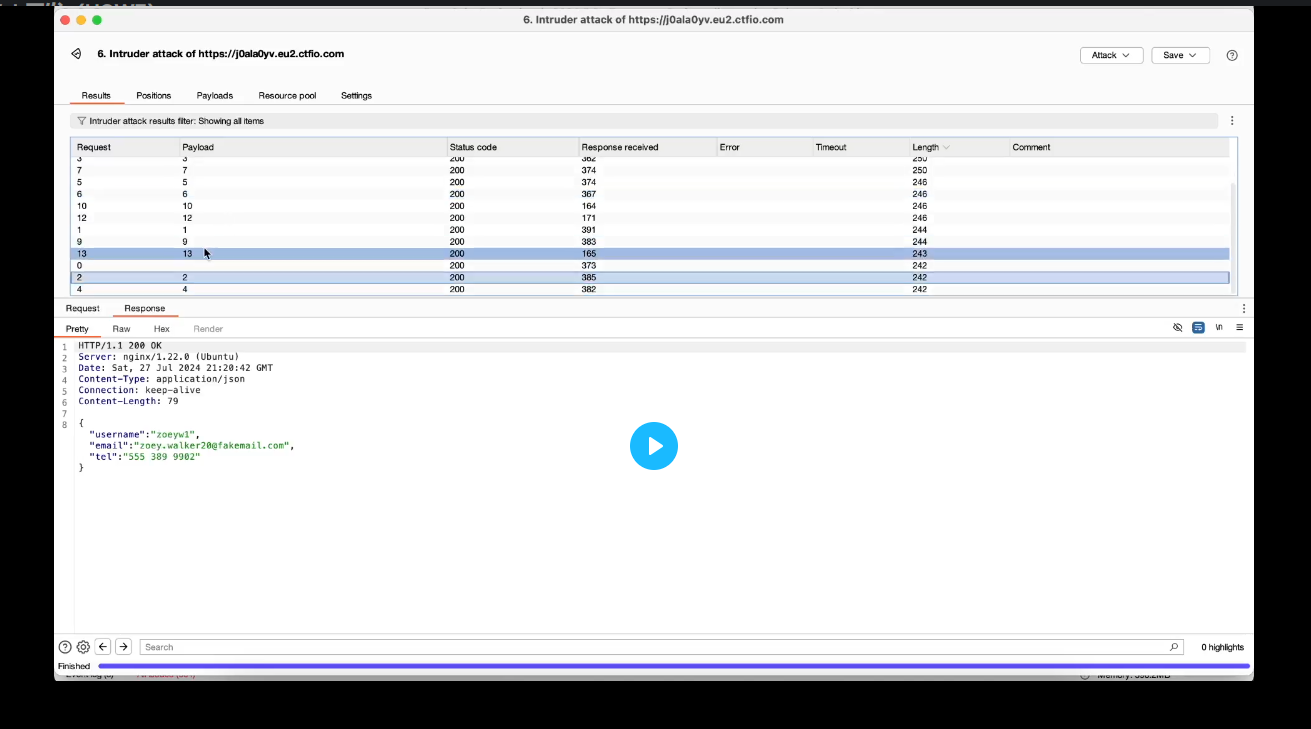 6. Intruder attack of https://j0ala0yv.eu2.ctfio.com
6. Intruder attack of https://j0ala0yv.eu2.ctfio.com Attack Save
Results Positions Payloads Resource pool Settings
Intruder attack results filter: Showing all items
Request Payload Status code Response received Error Timeout Length Comment
3 3 200 362 250
7 7 200 374 250
5 5 200 374 246
6 6 200 367 246
10 10 200 164 246
12 12 200 171 246
1 1 200 391 244
9 9 200 383 244
13 13 200 165 243
0 200 373 242
2 2 200 385 242
4 4 200 382 242
Request Response
Pretty Raw Hex Render \n
1 HTTP/1.1 200 OK
2 Server: nginx/1.22.0 (Ubuntu)
3 Date: Sat, 27 Jul 2024 21:20:42 GMT
4 Content-Type: application/json
5 Connection: keep-alive
6 Content-Length: 79
7
8 {
"username":"zoeyw1",
"email":"zoey.walker20@fakemail.com",
"tel":"555 389 9902"
}
Search 0 highlights
Finished